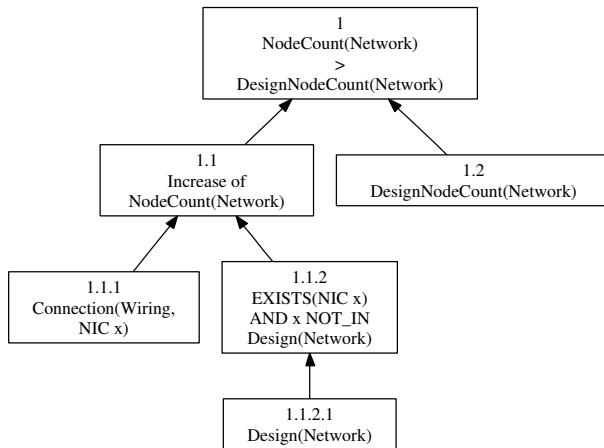 1
NodeCount(Network)
>
DesignNodeCount(Network)
1.1
Increase of
NodeCount(Network)
1.2
DesignNodeCount(Network)
1.1.1
Connection(Wiring,
NIC x)
1.1.2
EXISTS(NIC x)
AND x NOT_IN
Design(Network)
1.1.2.1
Design(Network)